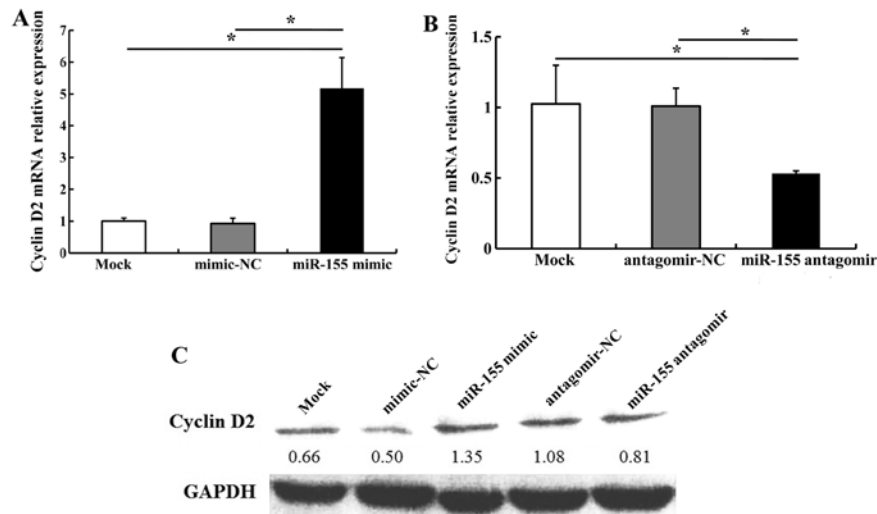 A
Cyclin D2 mRNA relative expression
7
6
5
4
3
2
1
0
*
*
Mock
mimic-NC
miR-155 mimic
B
Cyclin D2 mRNA relative expression
1.5
1
0.5
0
*
*
Mock
antagomir-NC
miR-155 antagomir
C
Mock
mimic-NC
miR-155 mimic
antagomir-NC
miR-155 antagomir
Cyclin D2
0.66 0.50 1.35 1.08 0.81
GAPDH